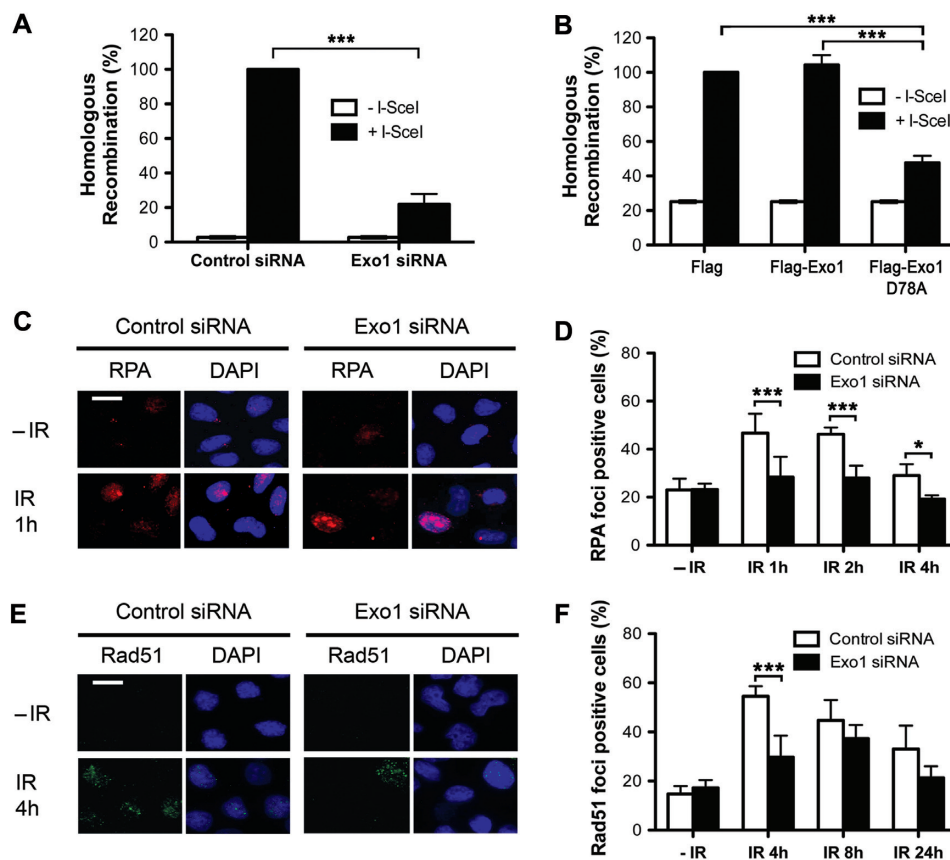 A
Homologous
Recombination (%)
120
100
80
60
40
20
0
***
- I-SceI
+ I-SceI
Control siRNA
Exo1 siRNA
B
Homologous
Recombination (%)
120
100
80
60
40
20
0
***
***
- I-SceI
+ I-SceI
Flag
Flag-Exo1
Flag-Exo1
D78A
C
Control siRNA
Exo1 siRNA
RPA
DAPI
RPA
DAPI
– IR
IR
1h
D
RPA foci positive cells (%)
80
60
40
20
0
Control siRNA
Exo1 siRNA
***
***
*
– IR
IR 1h
IR 2h
IR 4h
E
Control siRNA
Exo1 siRNA
Rad51
DAPI
Rad51
DAPI
– IR
IR
4h
F
Rad51 foci positive cells (%)
80
60
40
20
0
Control siRNA
Exo1 siRNA
***
- IR
IR 4h
IR 8h
IR 24h